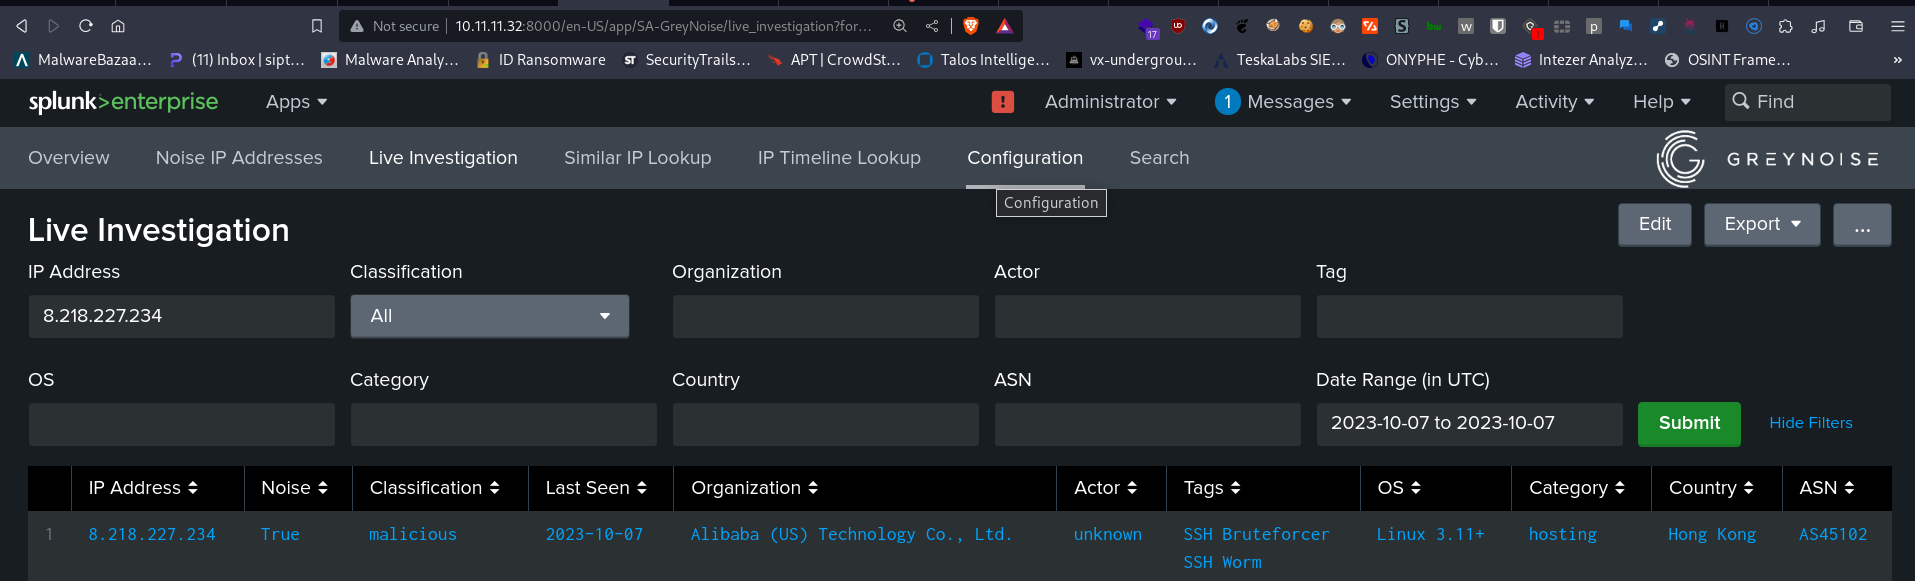 Not secure 10.11.11.32:8000/en-US/app/SA-GreyNoise/live_investigation?for...
17
MalwareBazaa... (11) Inbox | sipt... Malware Analy... ID Ransomware SecurityTrails... APT | CrowdSt... Talos Intellige... vx-undergrou... TeskaLabs SIE... ONYPHE - Cyb... Intezer Analyz... OSINT Frame... »
splunk>enterprise Apps Administrator 1 Messages Settings Activity Help Find
Overview Noise IP Addresses Live Investigation Similar IP Lookup IP Timeline Lookup Configuration Search GREYNOISE
Configuration
Live Investigation Edit Export ...
IP Address Classification Organization Actor Tag
8.218.227.234 All
OS Category Country ASN Date Range (in UTC)
2023-10-07 to 2023-10-07 Submit Hide Filters
IP Address Noise Classification Last Seen Organization Actor Tags OS Category Country ASN
1 8.218.227.234 True malicious 2023-10-07 Alibaba (US) Technology Co., Ltd. unknown SSH Bruteforcer Linux 3.11+ hosting Hong Kong AS45102
SSH Worm